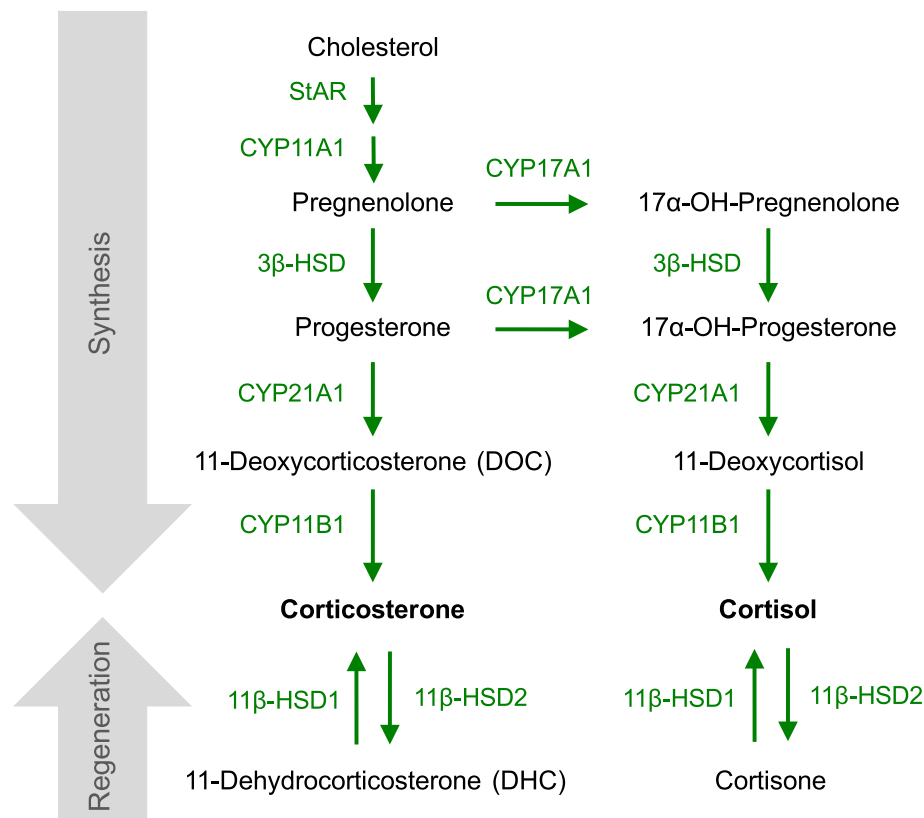 Cholesterol
StAR
CYP11A1
CYP17A1
Pregnenolone
17α-OH-Pregnenolone
3β-HSD
3β-HSD
CYP17A1
Progesterone
17α-OH-Progesterone
CYP21A1
CYP21A1
11-Deoxycorticosterone (DOC)
11-Deoxycortisol
CYP11B1
CYP11B1
Corticosterone
Cortisol
11β-HSD1
11β-HSD2
11β-HSD1
11β-HSD2
11-Dehydrocorticosterone (DHC)
Cortisone
Synthesis
Regeneration